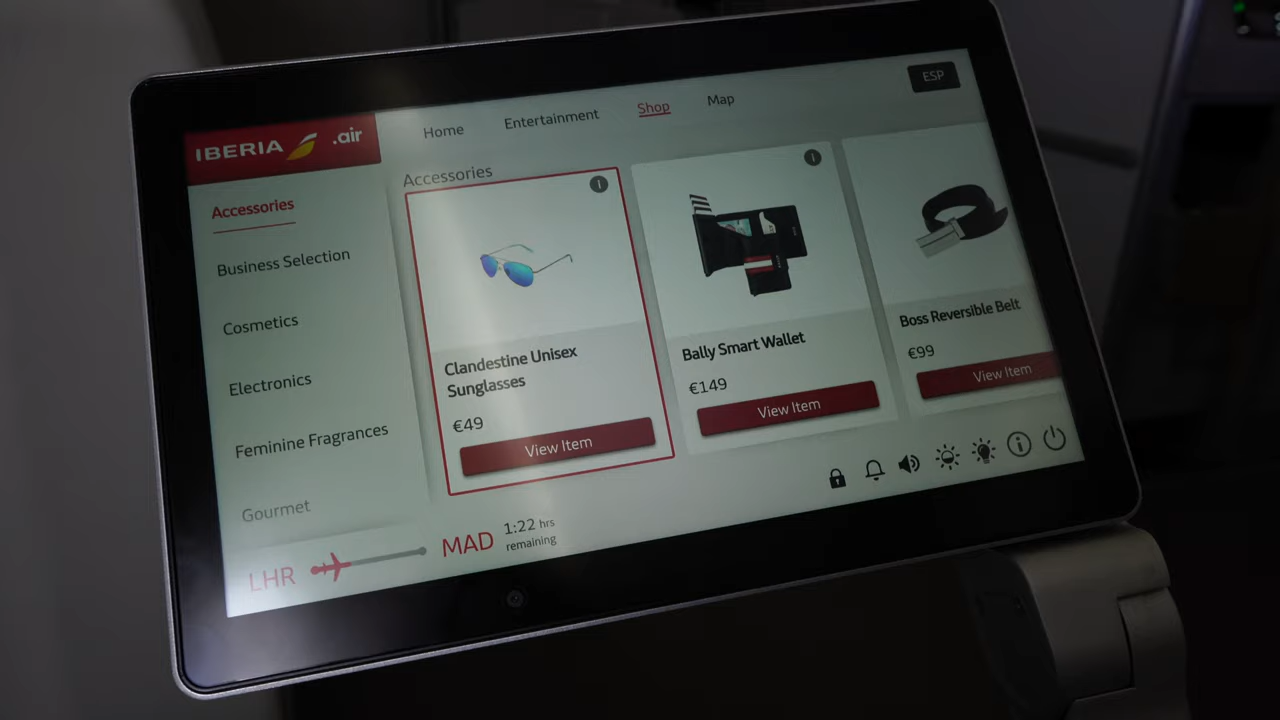 IBERIA .air
Home
Entertainment
Shop
Map
ESP
Accessories
Business Selection
Cosmetics
Electronics
Feminine Fragrances
Gourmet
Accessories
Clandestine Unisex
Sunglasses
€49
View Item
Bally Smart Wallet
€149
View Item
Boss Reversible Belt
€99
View Item
LHR
MAD
1:22 hrs
remaining